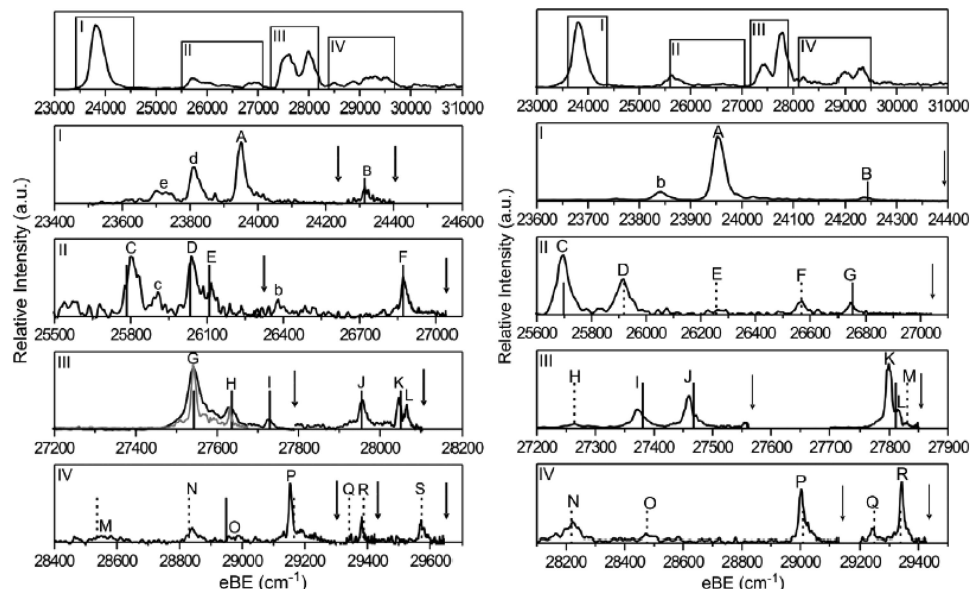 I II III IV
23000 24000 25000 26000 27000 28000 29000 30000 31000
I
e d A B
23400 23600 23800 24000 24200 24400 24600
II
C c D E b F
25500 25800 26100 26400 26700 27000
III
G H I J K L
27200 27400 27600 27800 28000 28200
IV
M N O P Q R S
28400 28600 28800 29000 29200 29400 29600
eBE (cm⁻¹)
Relative Intensity (a.u.)
I II III IV
23000 24000 25000 26000 27000 28000 29000 30000 31000
I
b A B
23600 23700 23800 23900 24000 24100 24200 24300 24400
II
C D E F G
25600 25800 26000 26200 26400 26600 26800 27000
III
H I J K L M
27200 27300 27400 27500 27600 27700 27800 27900
IV
N O P Q R
28200 28400 28600 28800 29000 29200 29400
eBE (cm⁻¹)
Relative Intensity (a.u.)